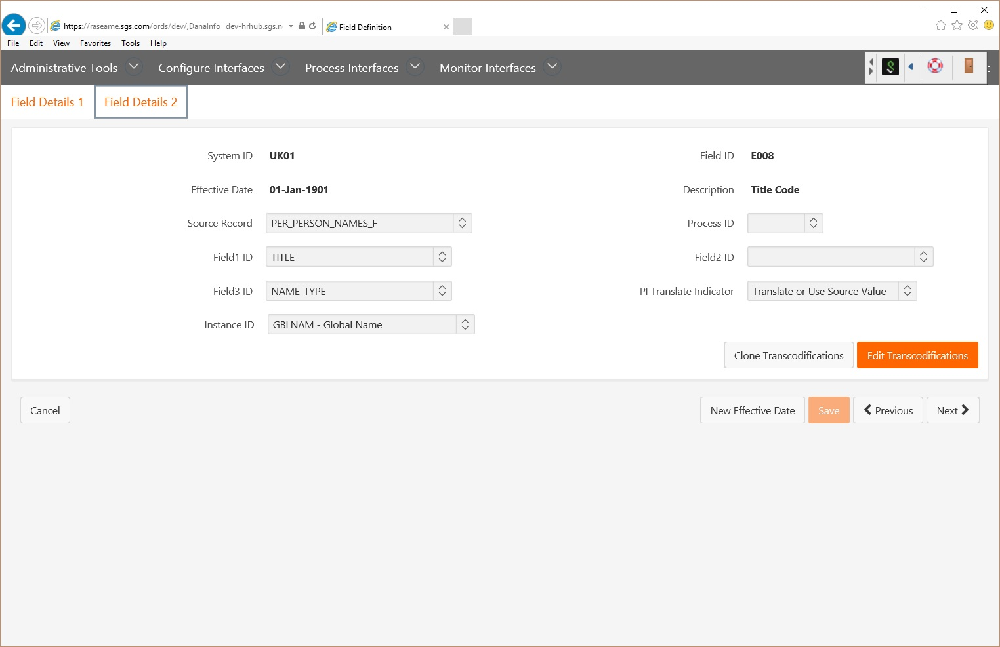 https://raseame.sgs.com/ords/dev/,DanaInfo=dev-hrhub.sgs.n
Field Definition
File Edit View Favorites Tools Help
Administrative Tools Configure Interfaces Process Interfaces Monitor Interfaces
Field Details 1 Field Details 2
System ID UK01 Field ID E008
Effective Date 01-Jan-1901 Description Title Code
Source Record PER_PERSON_NAMES_F Process ID
Field1 ID TITLE Field2 ID
Field3 ID NAME_TYPE PI Translate Indicator Translate or Use Source Value
Instance ID GBLNAM - Global Name
Clone Transcodifications Edit Transcodifications
Cancel New Effective Date Save Previous Next